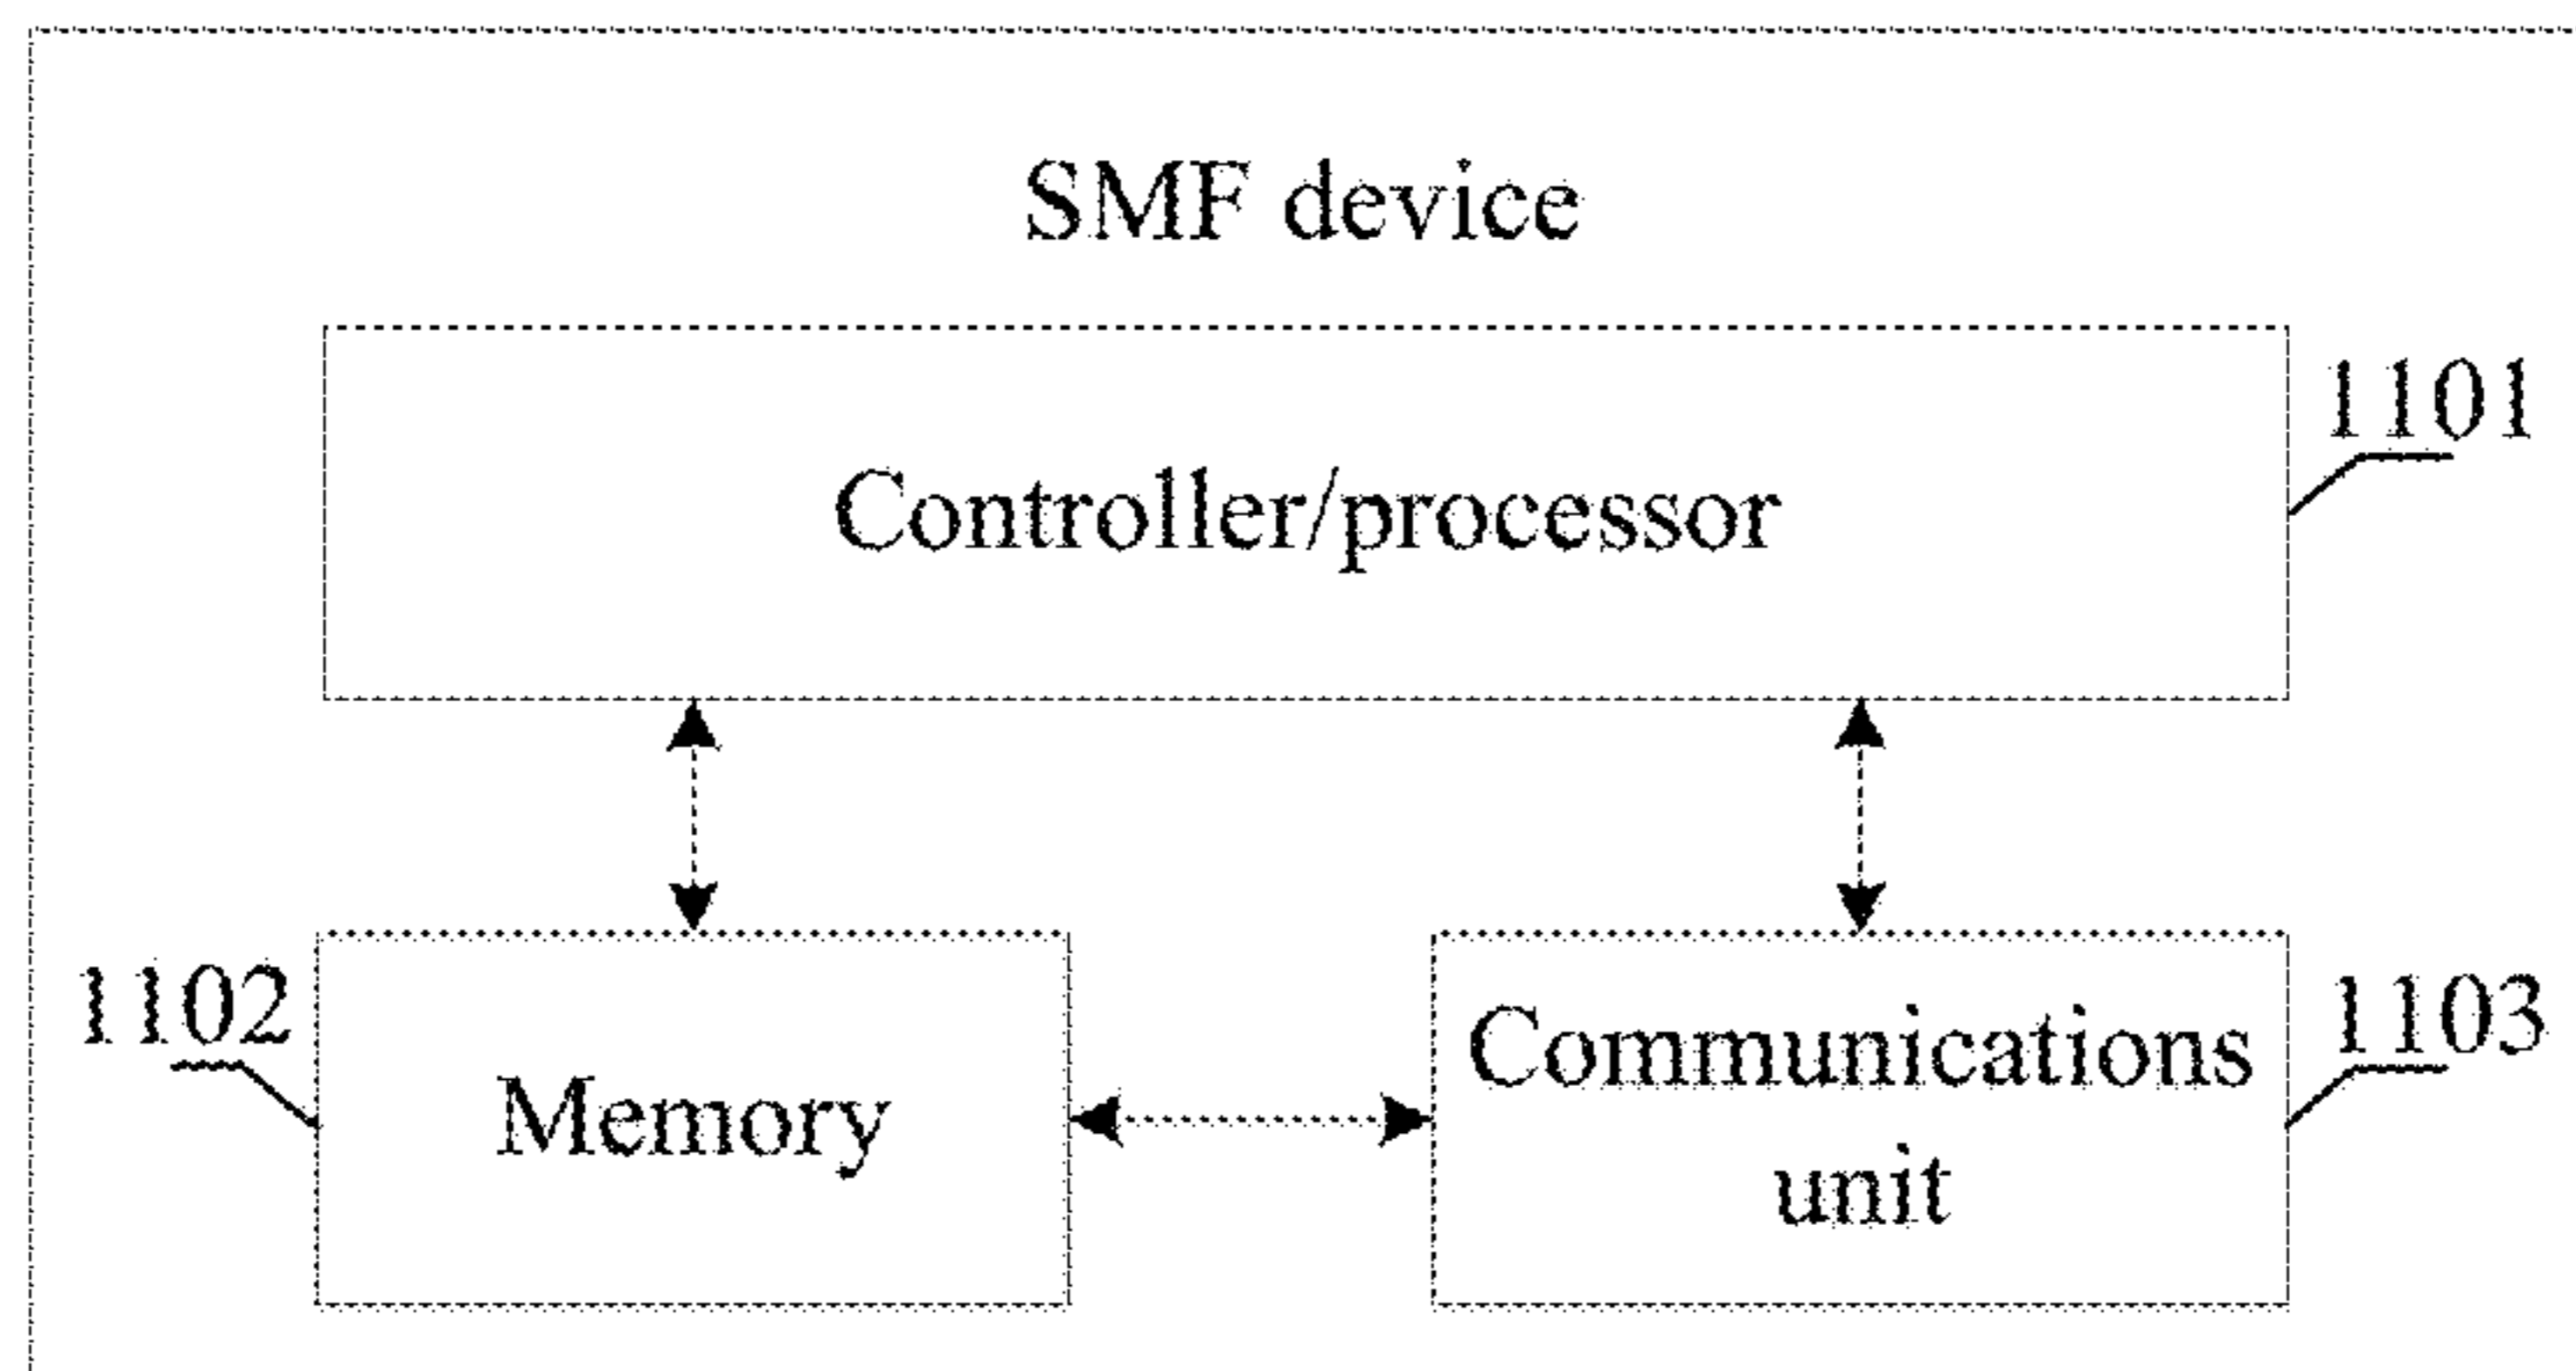 SMF device
1101
Controller/processor
1102
Memory
Communications
unit
1103